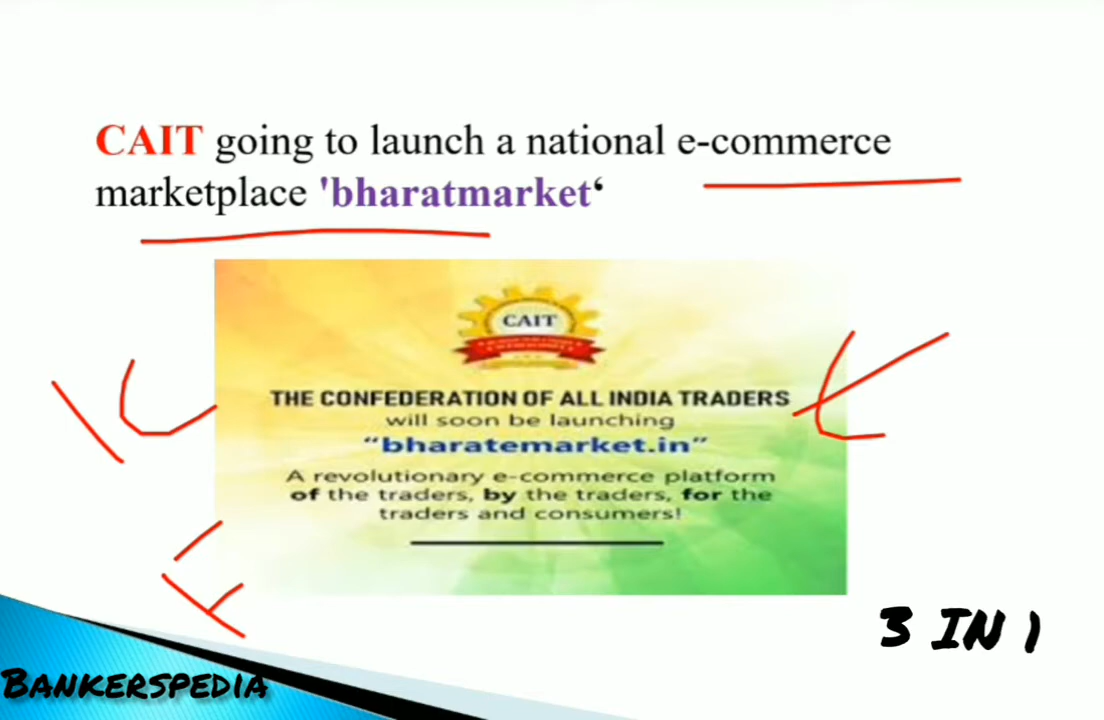 CAIT going to launch a national e-commerce
marketplace 'bharatmarket‘
CAIT
THE CONFEDERATION OF ALL INDIA TRADERS
will soon be launching
“bharatemarket.in”
A revolutionary e-commerce platform
of the traders, by the traders, for the
traders and consumers!
3 IN 1
BANKERSPEDIA